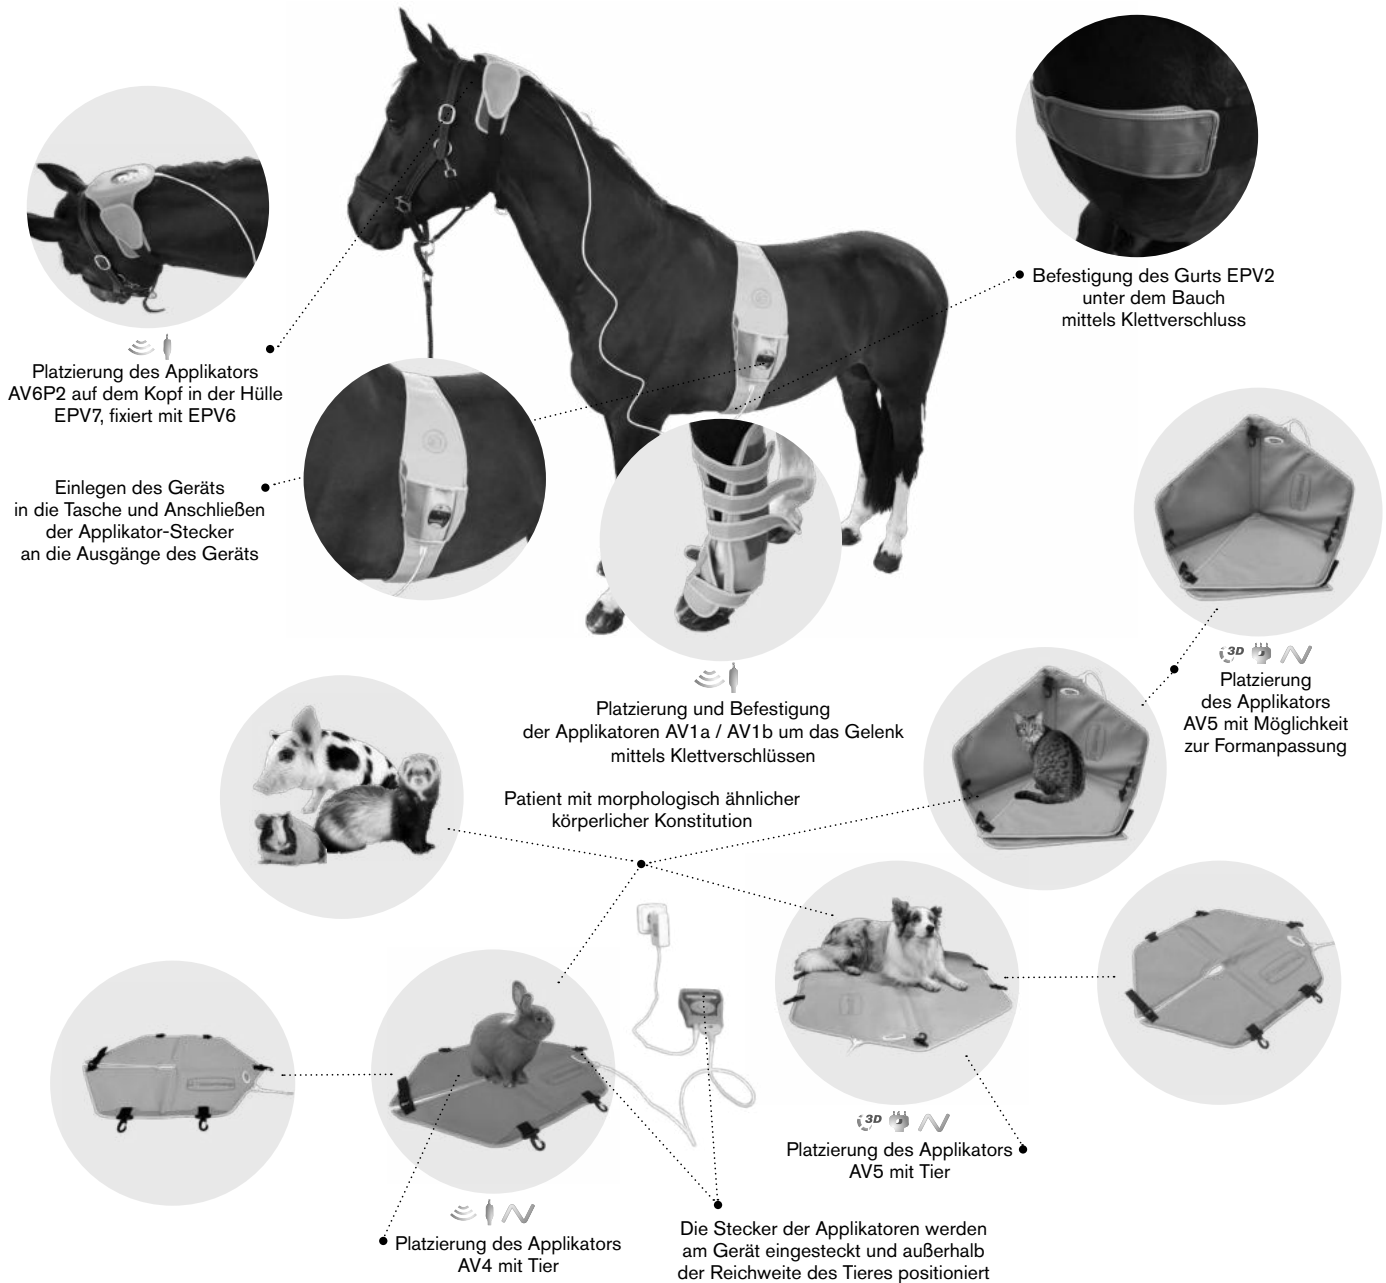 Befestigung des Gurts EPV2
unter dem Bauch
mittels Klettverschluss
Platzierung des Applikators
AV6P2 auf dem Kopf in der Hülle
EPV7, fixiert mit EPV6
Einlegen des Geräts
in die Tasche und Anschließen
der Applikator-Stecker
an die Ausgänge des Geräts
3D
Platzierung
des Applikators
AV5 mit Möglichkeit
zur Formanpassung
Platzierung und Befestigung
der Applikatoren AV1a / AV1b um das Gelenk
mittels Klettverschlüssen
Patient mit morphologisch ähnlicher
körperlicher Konstitution
3D
Platzierung des Applikators
AV5 mit Tier
Platzierung des Applikators
AV4 mit Tier
Die Stecker der Applikatoren werden
am Gerät eingesteckt und außerhalb
der Reichweite des Tieres positioniert